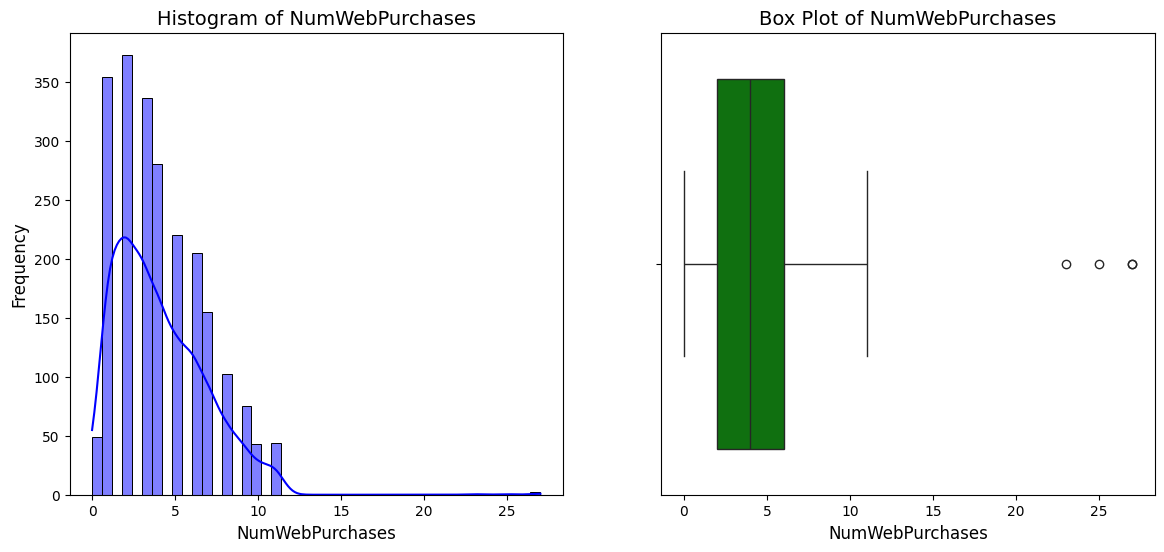 Histogram of NumWebPurchases
Frequency
350
300
250
200
150
100
50
0
0 5 10 15 20 25
NumWebPurchases
Box Plot of NumWebPurchases
0 5 10 15 20 25
NumWebPurchases